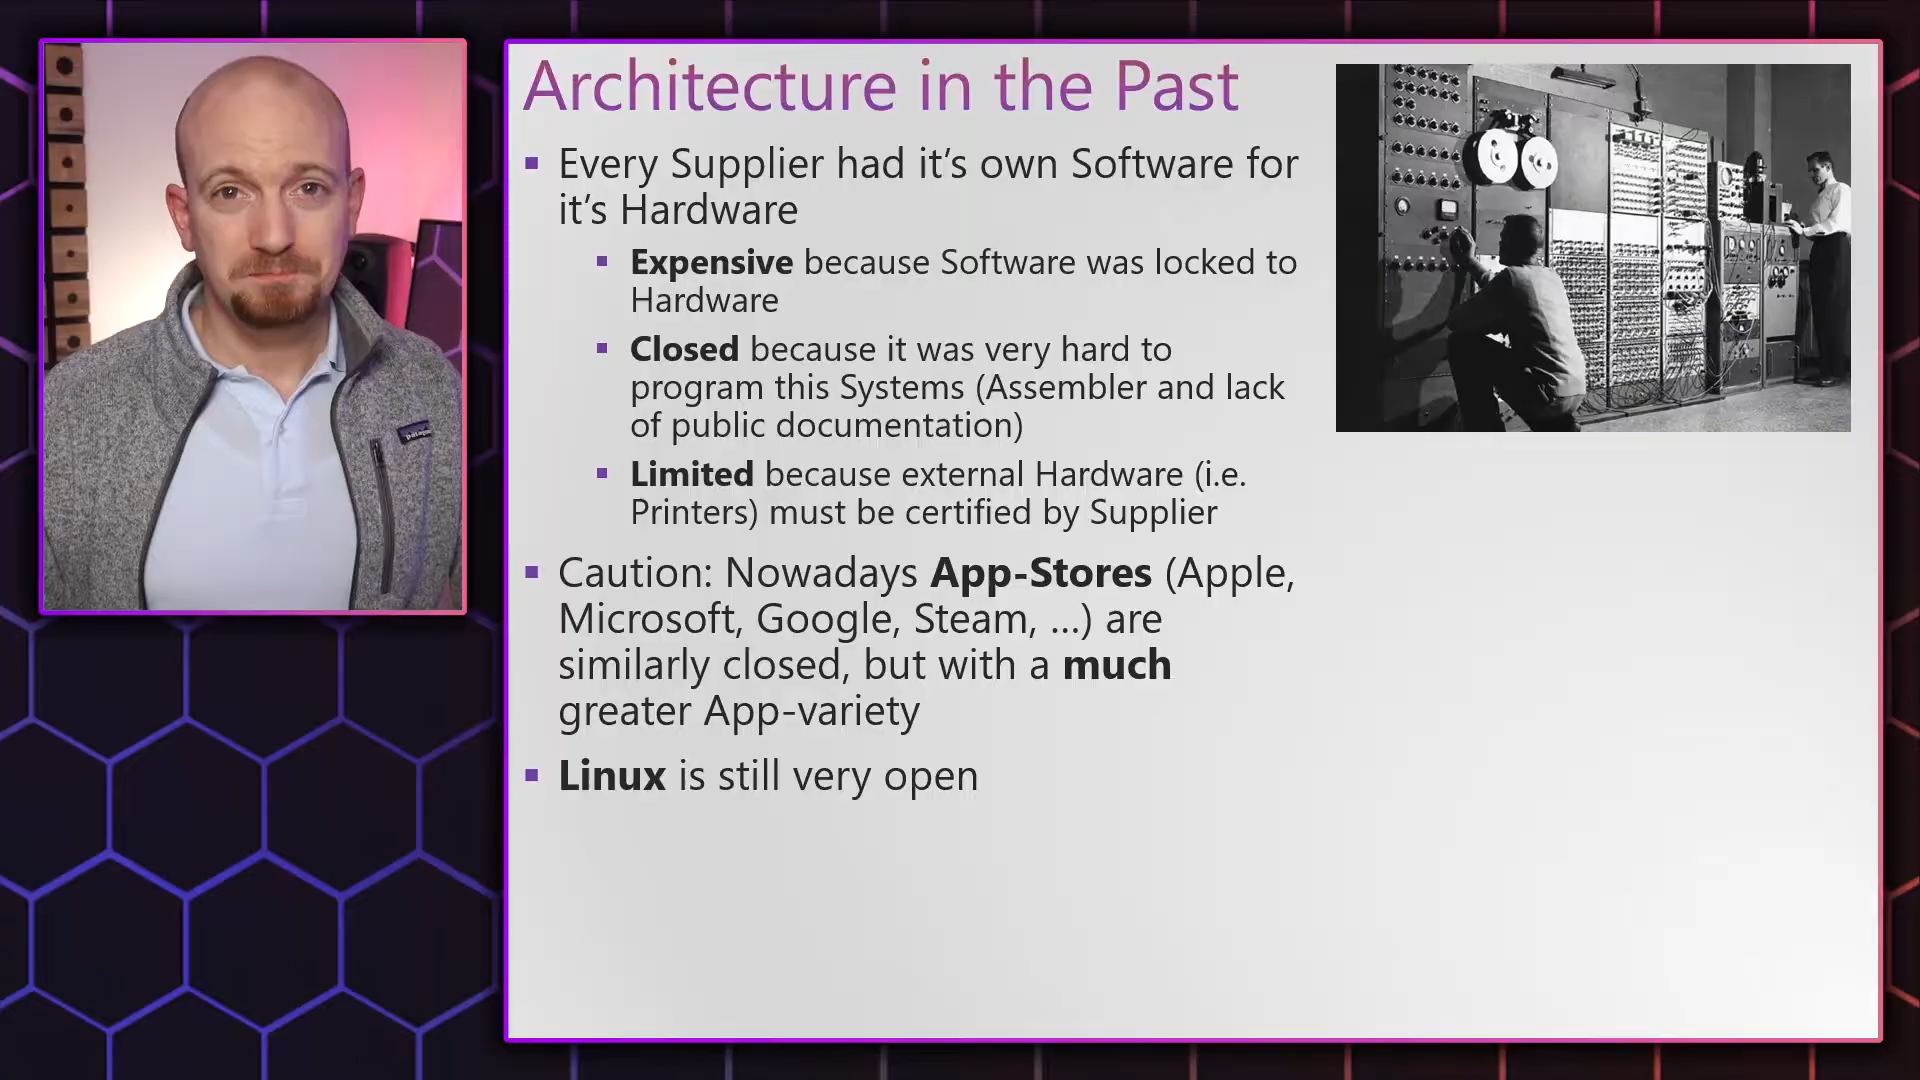 Architecture in the Past
▪ Every Supplier had it’s own Software for
it’s Hardware
▪ Expensive because Software was locked to
Hardware
▪ Closed because it was very hard to
program this Systems (Assembler and lack
of public documentation)
▪ Limited because external Hardware (i.e.
Printers) must be certified by Supplier
▪ Caution: Nowadays App-Stores (Apple,
Microsoft, Google, Steam, ...) are
similarly closed, but with a much
greater App-variety
▪ Linux is still very open
patagonia